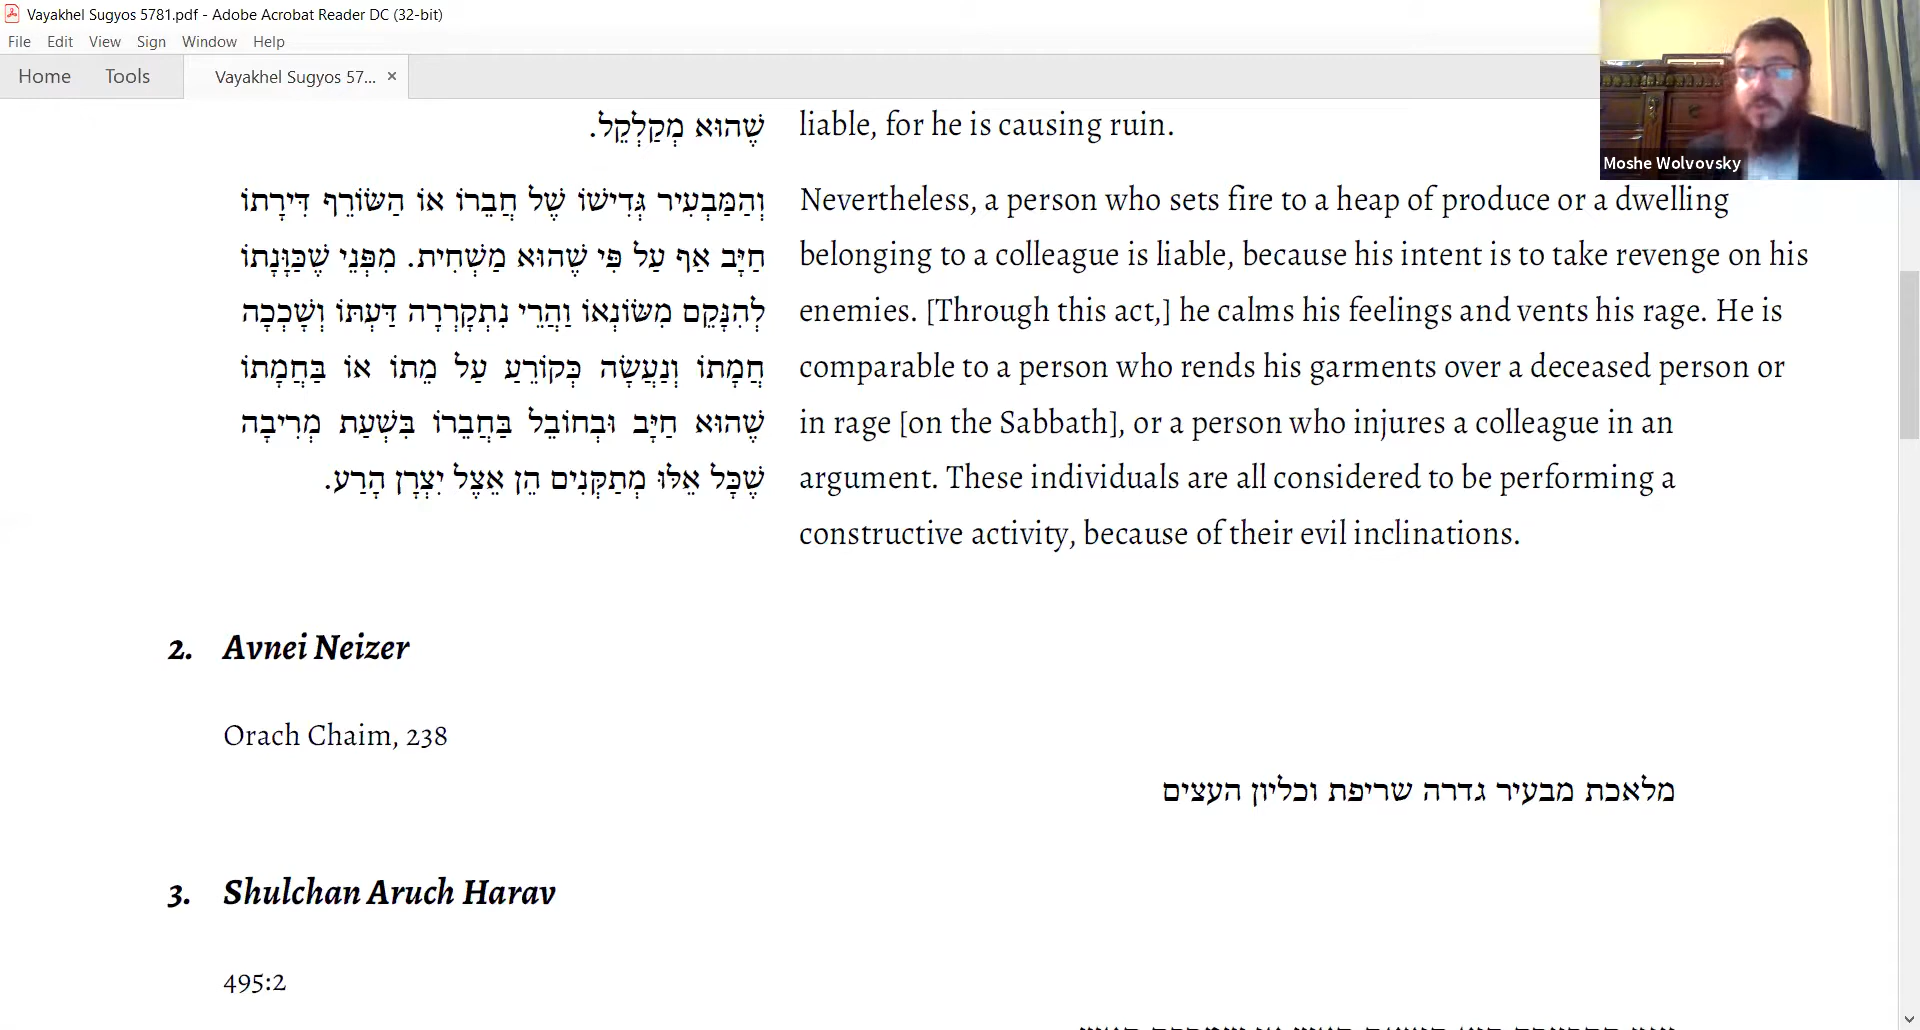 Vayakhel Sugyos 5781.pdf - Adobe Acrobat Reader DC (32-bit)
File Edit View Sign Window Help
Home Tools Vayakhel Sugyos 57... ×
Moshe Wolvovsky
שֶׁהוּא מְקַלְקֵל.
וְהַמַּבְעִיר גְּדִישׁוֹ שֶׁל חֲבֵרוֹ אוֹ הַשּׂוֹרֵף דִּירָתוֹ
חַיָּב אַף עַל פִּי שֶׁהוּא מַשְׁחִית. מִפְּנֵי שֶׁכַּוָּנָתוֹ
לְהִנָּקֵם מִשּׂוֹנְאוֹ וַהֲרֵי נִתְקָרְרָה דַּעְתּוֹ וְשָׁכְכָה
חֲמָתוֹ וְנַעֲשָׂה כְּקוֹרֵעַ עַל מֵתוֹ אוֹ בַּחֲמָתוֹ
שֶׁהוּא חַיָּב וּבְחוֹבֵל בַּחֲבֵרוֹ בִּשְׁעַת מְרִיבָה
שֶׁכָּל אֵלּוּ מְתַקְּנִים הֵן אֵצֶל יִצְרָן הָרַע.
liable, for he is causing ruin.
Nevertheless, a person who sets fire to a heap of produce or a dwelling
belonging to a colleague is liable, because his intent is to take revenge on his
enemies. [Through this act,] he calms his feelings and vents his rage. He is
comparable to a person who rends his garments over a deceased person or
in rage [on the Sabbath], or a person who injures a colleague in an
argument. These individuals are all considered to be performing a
constructive activity, because of their evil inclinations.
2. Avnei Neizer
Orach Chaim, 238
מלאכת מבעיר גדרה שריפת וכליון העצים
3. Shulchan Aruch Harav
495:2